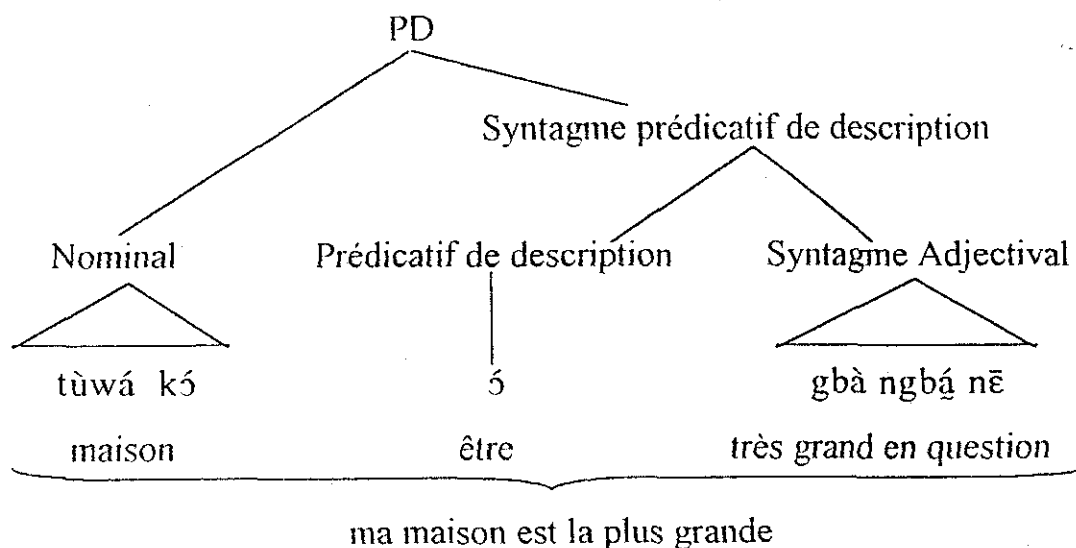 PD
Syntagme prédicatif de description
Nominal Prédicatif de description Syntagme Adjectival
tùwá kɔ́ ɔ́ gbà ngbá̰ nɛ̄
maison être très grand en question
ma maison est la plus grande